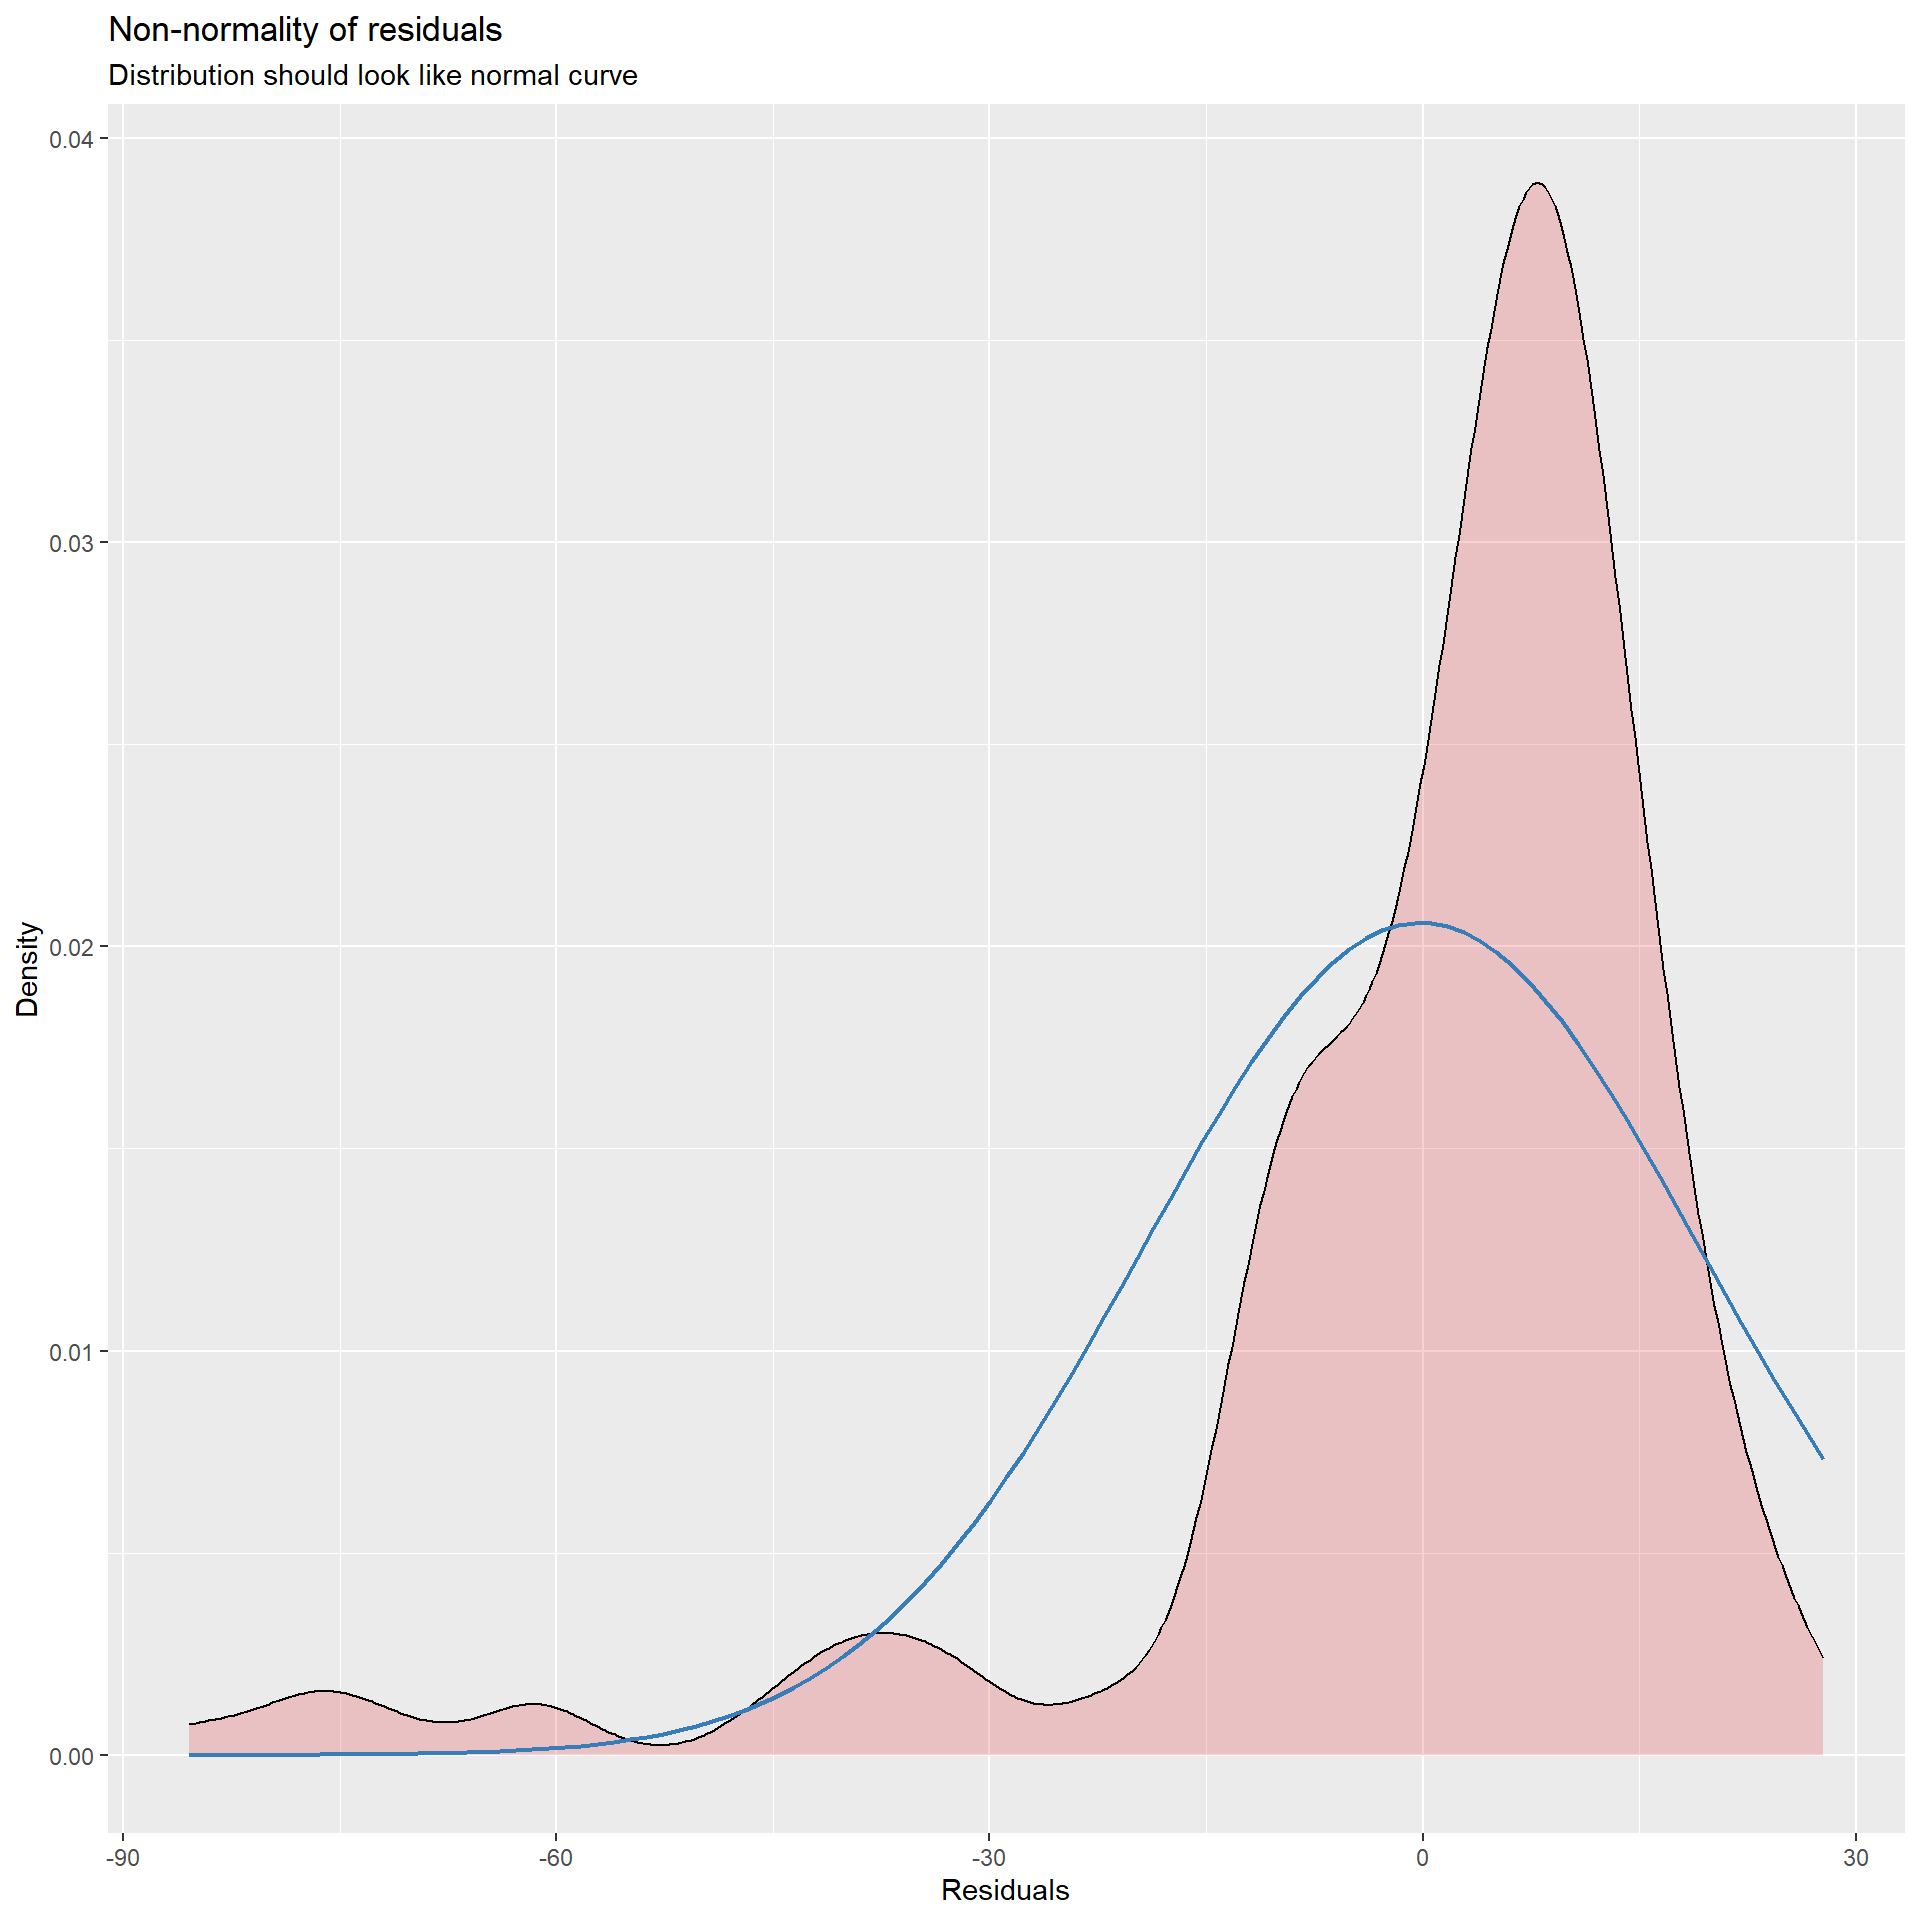 Non-normality of residuals
Distribution should look like normal curve
0.04
0.03
0.02
0.01
0.00
Density
-90
-60
-30
0
30
Residuals